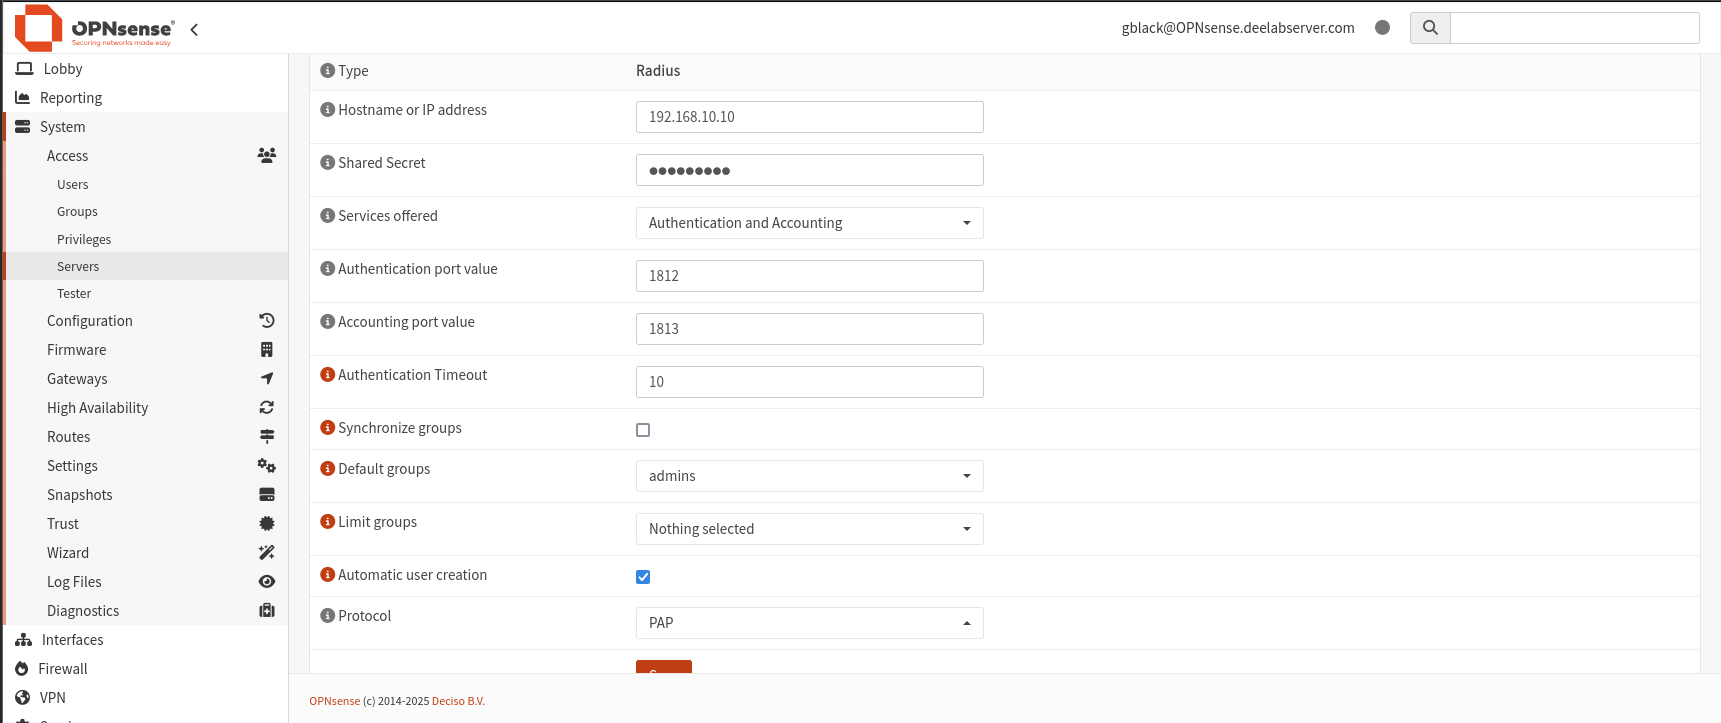 OPNsense®
Securing networks made easy
gblack@OPNsense.deelabserver.com
Lobby
Reporting
System
Access
Users
Groups
Privileges
Servers
Tester
Configuration
Firmware
Gateways
High Availability
Routes
Settings
Snapshots
Trust
Wizard
Log Files
Diagnostics
Interfaces
Firewall
VPN
Type Radius
Hostname or IP address 192.168.10.10
Shared Secret •••••••••
Services offered Authentication and Accounting
Authentication port value 1812
Accounting port value 1813
Authentication Timeout 10
Synchronize groups
Default groups admins
Limit groups Nothing selected
Automatic user creation
Protocol PAP
OPNsense (c) 2014-2025 Deciso B.V.